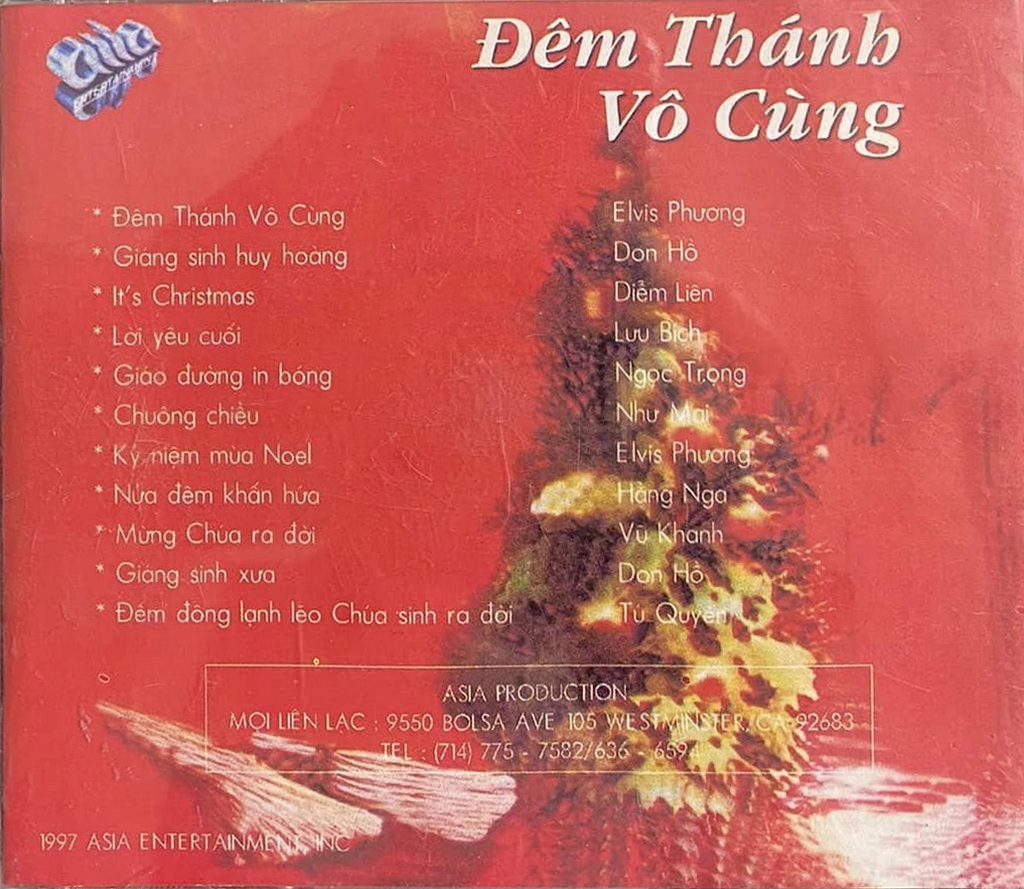 asia
ENTERTAINMENT
Đêm Thánh
Vô Cùng
* Đêm Thánh Vô Cùng Elvis Phương
* Giáng sinh huy hoàng Don Hồ
* It's Christmas Diễm Liên
* Lời yêu cuối Lưu Bích
* Giáo đường in bóng Ngọc Trọng
* Chuông chiều Như Mai
* Kỷ niệm mùa Noel Elvis Phương
* Nửa đêm khấn hứa Hằng Nga
* Mừng Chúa ra đời Vũ Khanh
* Giáng sinh xưa Don Hồ
* Đêm đông lạnh lẽo Chúa sinh ra đời Tú Quyên
ASIA PRODUCTION
MỌI LIÊN LẠC : 9550 BOLSA AVE 105 WESTMINSTER, CA 92683
TEL : (714) 775 - 7582/636 - 6594
1997 ASIA ENTERTAINMENT, INC